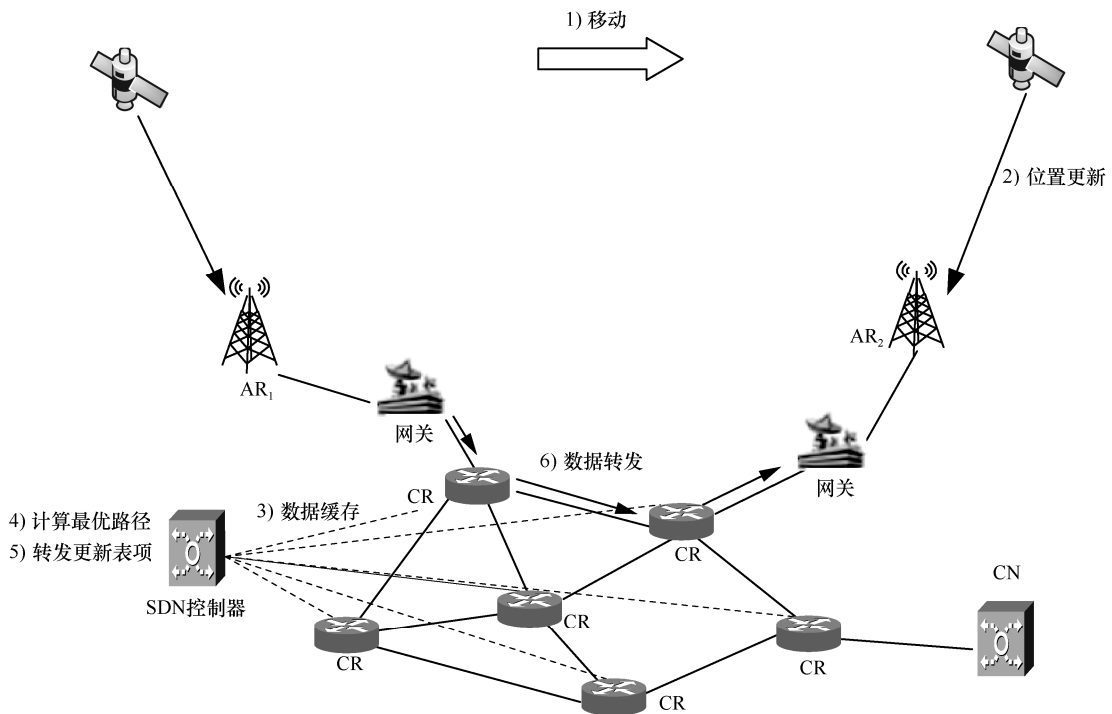 1) 移动
2) 位置更新
AR₁
AR₂
网关
网关
6) 数据转发
CR
3) 数据缓存
4) 计算最优路径
5) 转发更新表项
SDN控制器
CR
CN
CR
CR
CR
CR